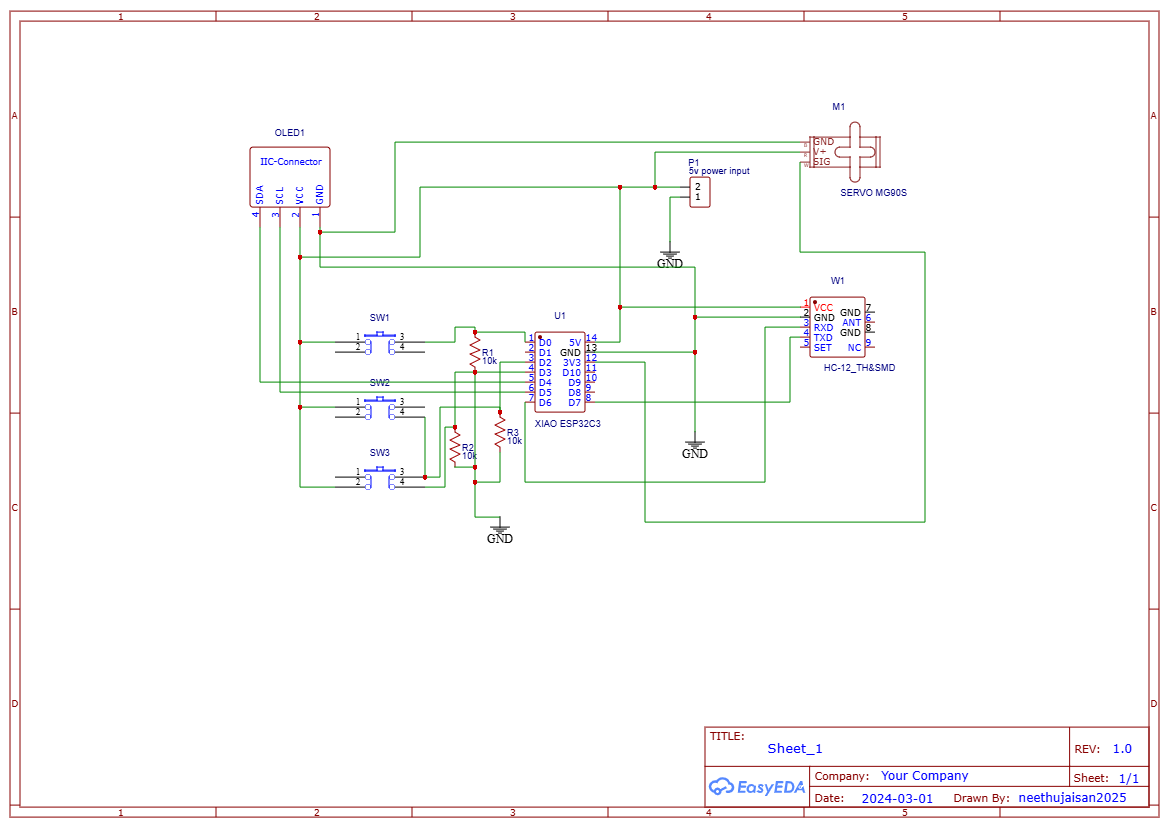 1 2 3 4 5
A A
B B
C C
D D
M1
GND
V+
SIG
SERVO MG90S
OLED1
IIC-Connector
SDA SCL VCC GND
4 3 2 1
P1
5v power input
2
1
GND
W1
1 VCC GND 7
2 GND ANT 6
3 RXD GND 8
4 TXD
5 SET NC 9
HC-12_TH&SMD
SW1
1 3
2 4
SW2
1 3
2 4
SW3
1 3
2 4
R1
10k
R2
10k
R3
10k
U1
1 D0 5V 14
2 D1 GND 13
3 D2 3V3 12
4 D3 D10 11
5 D4 D9 10
6 D5 D8 9
7 D6 D7 8
XIAO ESP32C3
GND
GND
TITLE:
Sheet_1
REV: 1.0
EasyEDA
Company: Your Company
Sheet: 1/1
Date: 2024-03-01 Drawn By: neethujaisan2025
1 2 3 4 5